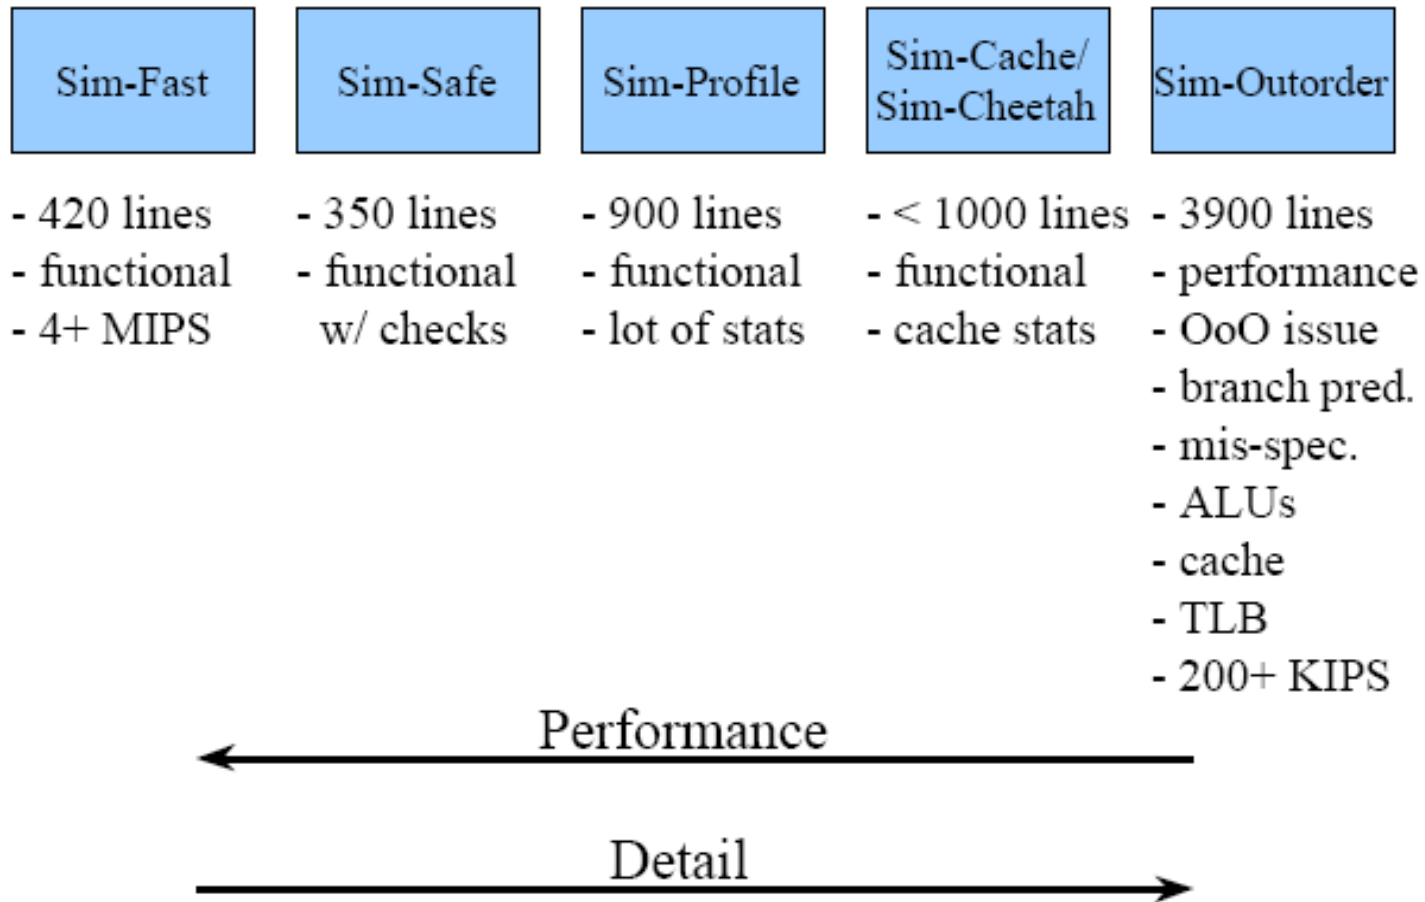 Sim-Fast
- 420 lines
- functional
- 4+ MIPS
Sim-Safe
- 350 lines
- functional
w/ checks
Sim-Profile
- 900 lines
- functional
- lot of stats
Sim-Cache/
Sim-Cheetah
- < 1000 lines
- functional
- cache stats
Sim-Outorder
- 3900 lines
- performance
- OoO issue
- branch pred.
- mis-spec.
- ALUs
- cache
- TLB
- 200+ KIPS
Performance
Detail